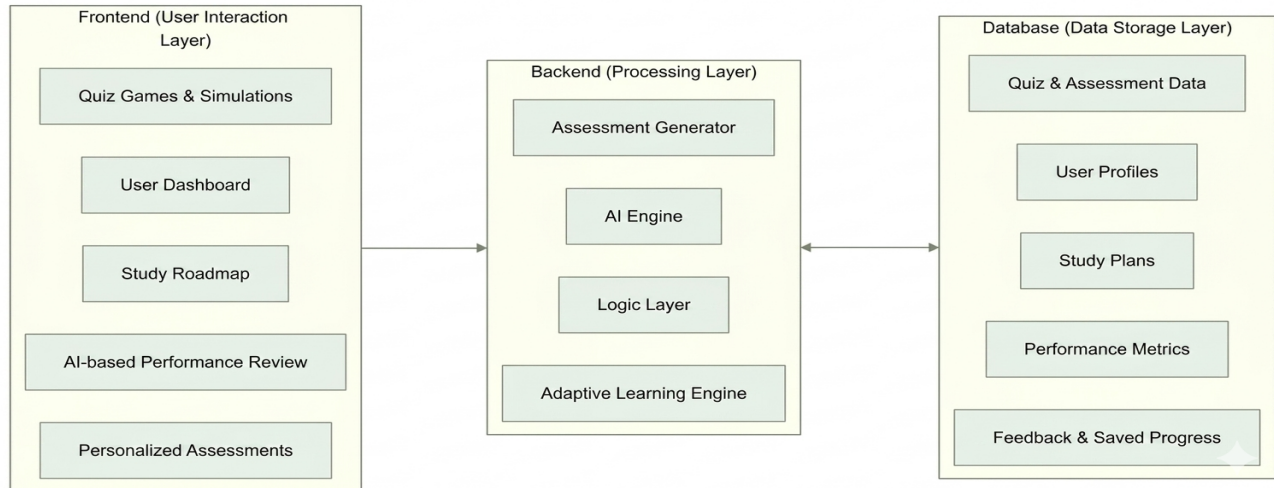 Frontend (User Interaction
Layer)
Quiz Games & Simulations
User Dashboard
Study Roadmap
AI-based Performance Review
Personalized Assessments
Backend (Processing Layer)
Assessment Generator
AI Engine
Logic Layer
Adaptive Learning Engine
Database (Data Storage Layer)
Quiz & Assessment Data
User Profiles
Study Plans
Performance Metrics
Feedback & Saved Progress